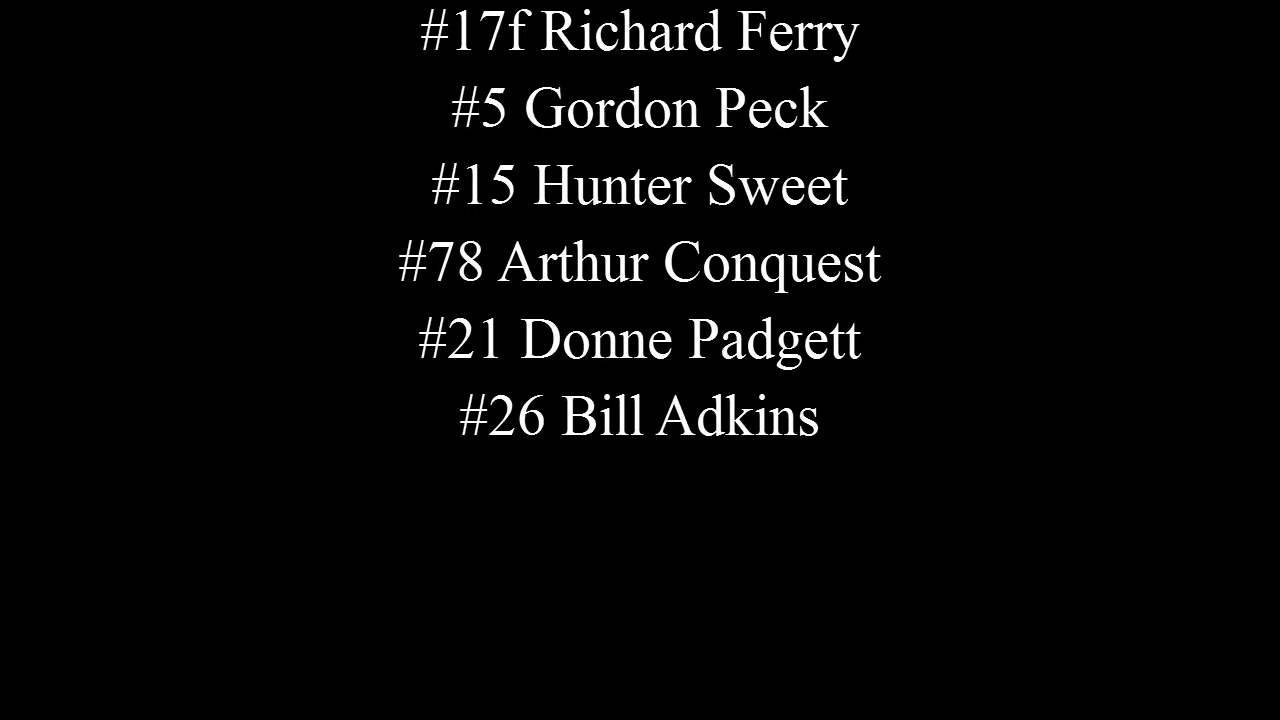 #17f Richard Ferry
#5 Gordon Peck
#15 Hunter Sweet
#78 Arthur Conquest
#21 Donne Padgett
#26 Bill Adkins